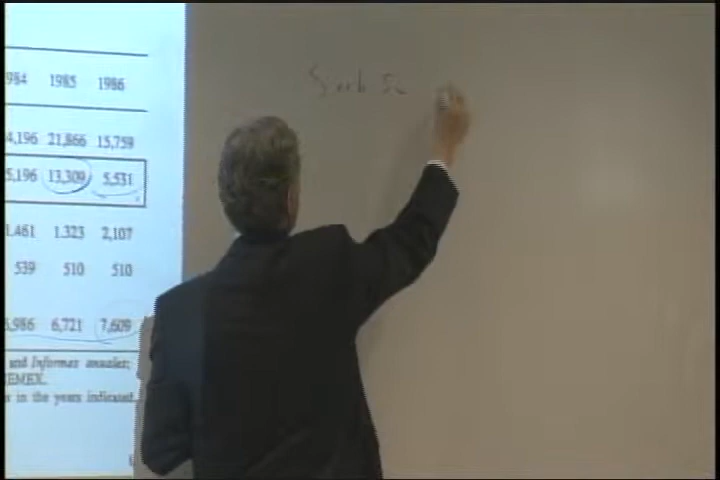 984 1985 1986
4,196 21,866 15,759
5,196 13,309 5,531
1.461 1.323 2,107
539 510 510
6,986 6,721 7,609
and Informes anuales;
PEMEX.
in the years indicated.